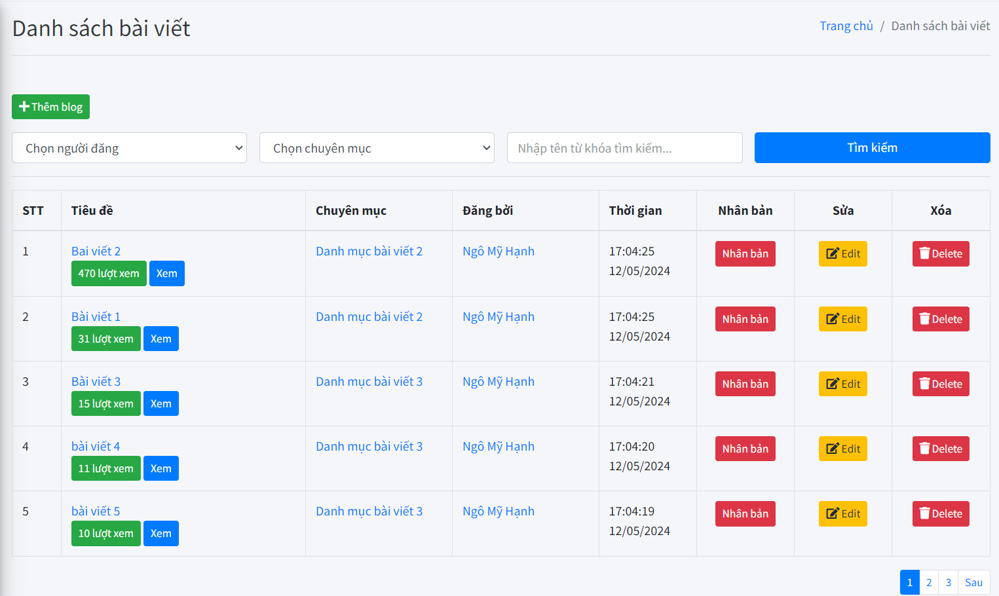 Danh sách bài viết
Trang chủ / Danh sách bài viết
Thêm blog
Chọn người đăng
Chọn chuyên mục
Nhập tên từ khóa tìm kiếm...
Tìm kiếm
STT Tiêu đề Chuyên mục Đăng bởi Thời gian Nhân bản Sửa Xóa
1 Bai viết 2 Danh mục bài viết 2 Ngô Mỹ Hạnh 17:04:25 Nhân bản Edit Delete
470 lượt xem Xem 12/05/2024
2 Bài viết 1 Danh mục bài viết 2 Ngô Mỹ Hạnh 17:04:25 Nhân bản Edit Delete
31 lượt xem Xem 12/05/2024
3 Bài viết 3 Danh mục bài viết 3 Ngô Mỹ Hạnh 17:04:21 Nhân bản Edit Delete
15 lượt xem Xem 12/05/2024
4 bài viết 4 Danh mục bài viết 3 Ngô Mỹ Hạnh 17:04:20 Nhân bản Edit Delete
11 lượt xem Xem 12/05/2024
5 bài viết 5 Danh mục bài viết 3 Ngô Mỹ Hạnh 17:04:19 Nhân bản Edit Delete
10 lượt xem Xem 12/05/2024
1 2 3 Sau